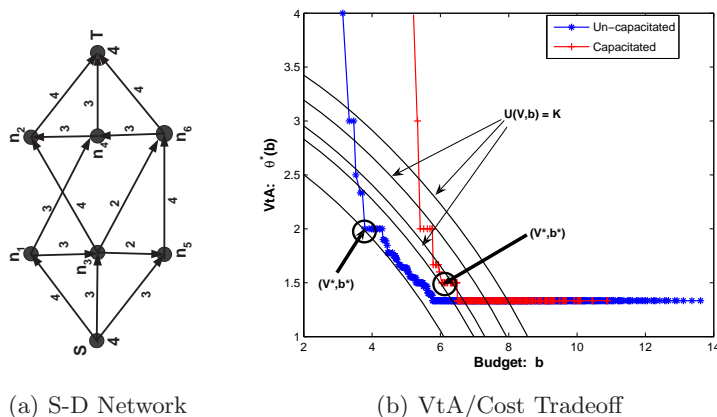 T
4
4
3
4
n2
3
n4
3
n6
3
4
2
4
n1
3
n3
2
n5
4
3
3
S
4
(a) S-D Network
4
3.5
3
2.5
2
1.5
1
VtA: θ*(b)
Un-capacitated
Capacitated
U(V,b) = K
(V*,b*)
(V*,b*)
2 4 6 8 10 12 14
Budget: b
(b) VtA/Cost Tradeoff